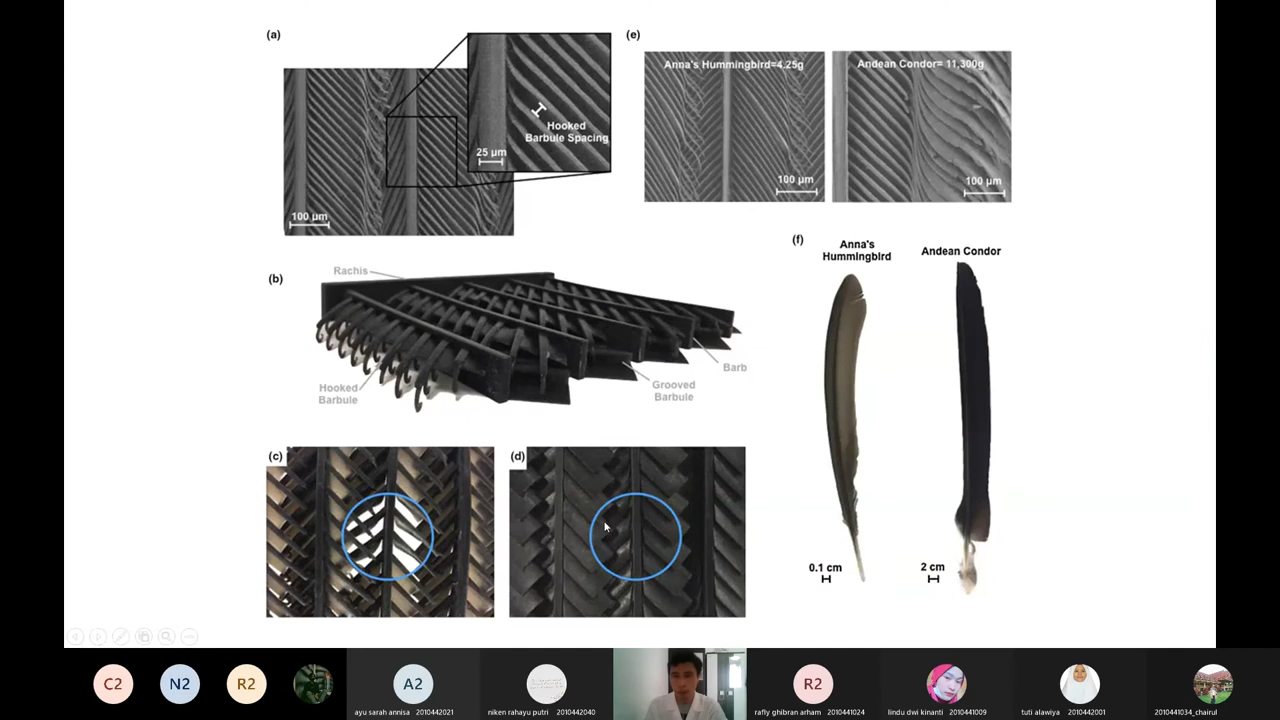 (a)
Hooked
Barbule Spacing
25 μm
100 μm
(e)
Anna's Hummingbird=4.25g
100 μm
Andean Condor= 11,300g
100 μm
(b)
Rachis
Hooked
Barbule
Grooved
Barbule
Barb
(c)
(d)
(f)
Anna's
Hummingbird
Andean Condor
0.1 cm
2 cm
C2
N2
R2
A2
R2
ayu sarah annisa 2010442021
niken rahayu putri 2010442040
rafly ghibran arham 2010441024
lindu dwi kinanti 2010441009
tuti alawiya 2010442001
2010441034_chairul